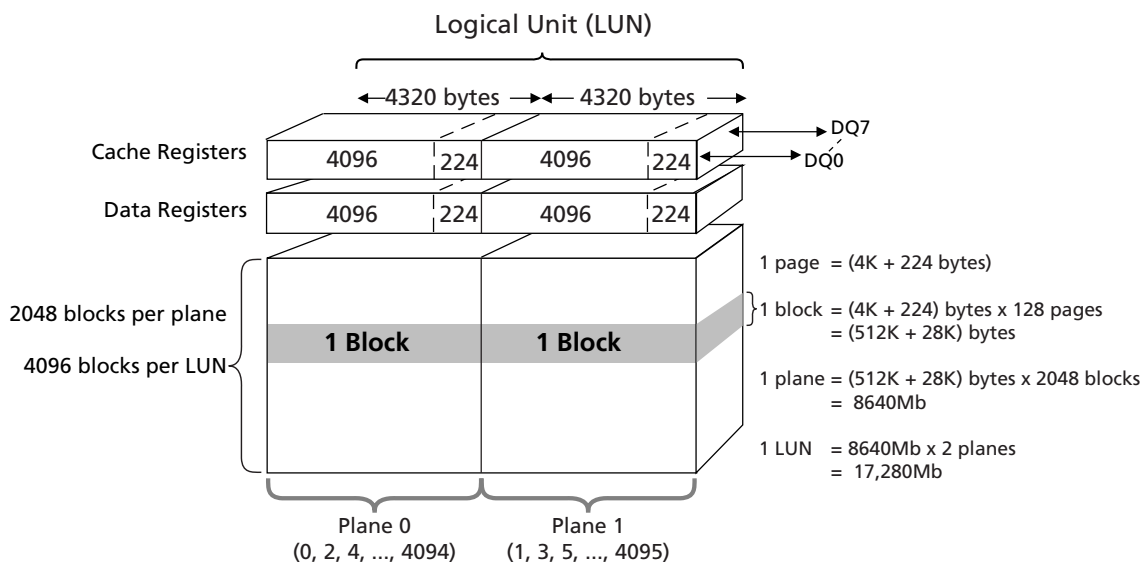 Logical Unit (LUN)
4320 bytes 4320 bytes
DQ7
Cache Registers 4096 224 4096 224 DQ0
Data Registers 4096 224 4096 224
1 page = (4K + 224 bytes)
2048 blocks per plane
1 Block 1 Block
1 block = (4K + 224) bytes x 128 pages
= (512K + 28K) bytes
4096 blocks per LUN
1 plane = (512K + 28K) bytes x 2048 blocks
= 8640Mb
1 LUN = 8640Mb x 2 planes
= 17,280Mb
Plane 0 Plane 1
(0, 2, 4, ..., 4094) (1, 3, 5, ..., 4095)